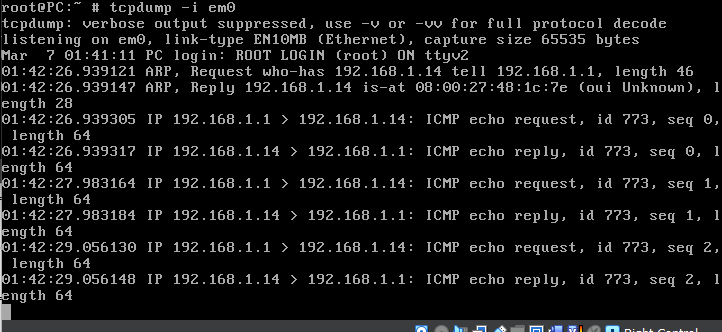 root@PC:~ # tcpdump -i em0
tcpdump: verbose output suppressed, use -v or -vv for full protocol decode
listening on em0, link-type EN10MB (Ethernet), capture size 65535 bytes
Mar  7 01:41:11 PC login: ROOT LOGIN (root) ON ttyv2
01:42:26.939121 ARP, Request who-has 192.168.1.14 tell 192.168.1.1, length 46
01:42:26.939147 ARP, Reply 192.168.1.14 is-at 08:00:27:48:1c:7e (oui Unknown), l
ength 28
01:42:26.939305 IP 192.168.1.1 > 192.168.1.14: ICMP echo request, id 773, seq 0,
 length 64
01:42:26.939317 IP 192.168.1.14 > 192.168.1.1: ICMP echo reply, id 773, seq 0, l
ength 64
01:42:27.983164 IP 192.168.1.1 > 192.168.1.14: ICMP echo request, id 773, seq 1,
 length 64
01:42:27.983184 IP 192.168.1.14 > 192.168.1.1: ICMP echo reply, id 773, seq 1, l
ength 64
01:42:29.056130 IP 192.168.1.1 > 192.168.1.14: ICMP echo request, id 773, seq 2,
 length 64
01:42:29.056148 IP 192.168.1.14 > 192.168.1.1: ICMP echo reply, id 773, seq 2, l
ength 64
Right Control